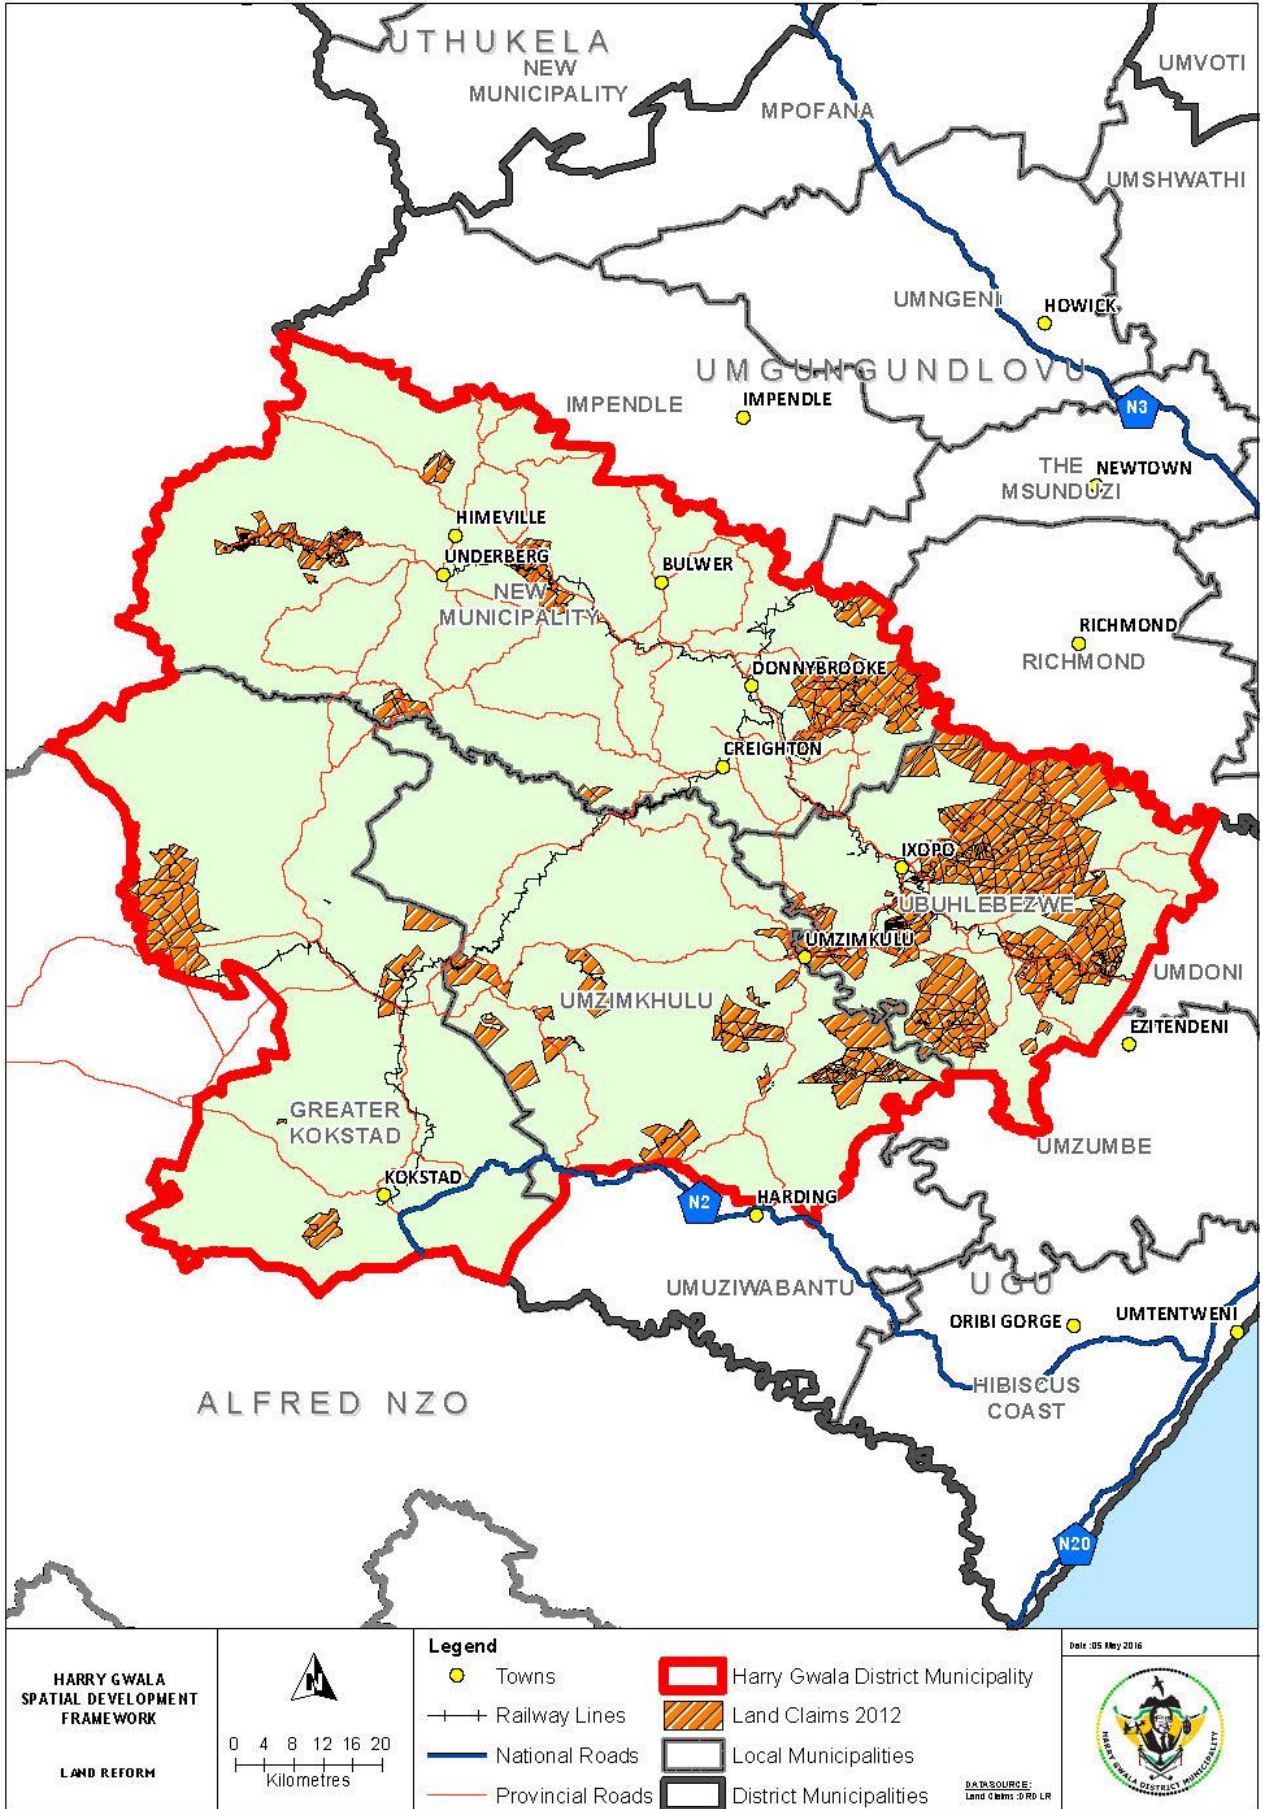 UTHUKELA
NEW
MUNICIPALITY
UMVOTI
MPOFANA
UMSHWATHI
UMNGENI
HOWICK
UMGUNGUNDLOVU
IMPENDLE
IMPENDLE
N3
THE
MSUNDUZI
NEWTOWN
HIMEVILLE
UNDERBERG
BULWER
NEW
MUNICIPALITY
RICHMOND
RICHMOND
DONNYBROOKE
CREIGHTON
IXOPO
UBUHLEBEZWE
UMZIMKULU
UMDONI
UMZIMKHULU
EZITENDENI
GREATER
KOKSTAD
UMZUMBE
KOKSTAD
N2
HARDING
UMUZIWABANTU
UGU
ORIBI GORGE
UMTENTWENI
HIBISCUS
COAST
ALFRED NZO
N20
HARRY GWALA
SPATIAL DEVELOPMENT
FRAMEWORK
LAND REFORM
N
0 4 8 12 16 20
Kilometres
Legend
Towns
Railway Lines
National Roads
Provincial Roads
Harry Gwala District Municipality
Land Claims 2012
Local Municipalities
District Municipalities
DATASOURCE:
Land Claims :DRDLR
Date :05 May 2016
HARRY GWALA DISTRICT MUNICIPALITY